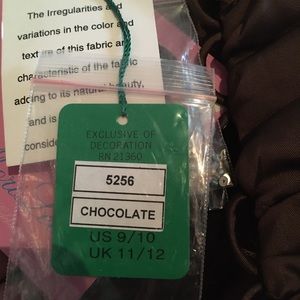 The Irregularities and
variations in the color and
texture of this fabric are
characteristic of the fabric
adding to its natural beauty,
and is
EXCLUSIVE OF
DECORATION
RN 21360
5256
CHOCOLATE
US 9/10
UK 11/12